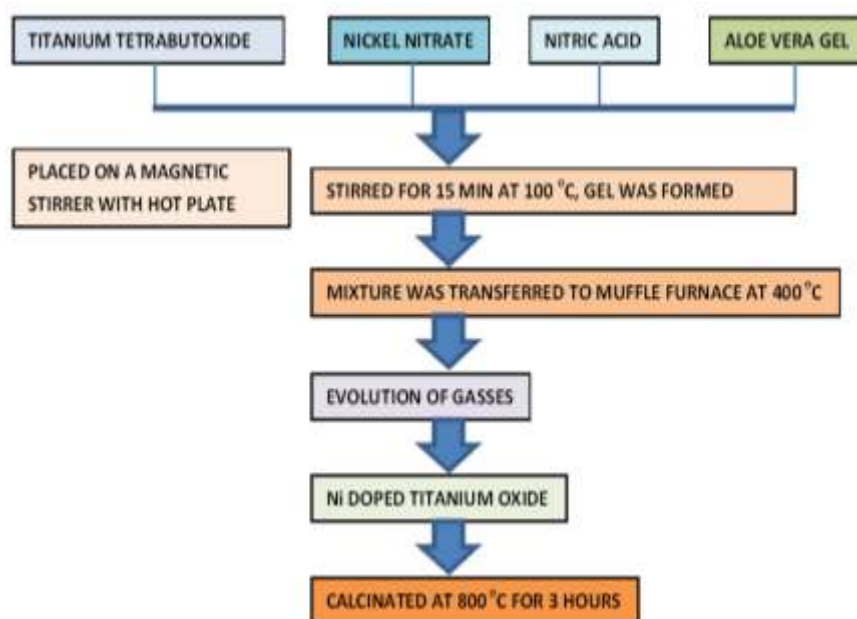 TITANIUM TETRABUTOXIDE
NICKEL NITRATE
NITRIC ACID
ALOE VERA GEL
PLACED ON A MAGNETIC
STIRRER WITH HOT PLATE
STIRRED FOR 15 MIN AT 100 °C, GEL WAS FORMED
MIXTURE WAS TRANSFERRED TO MUFFLE FURNACE AT 400 °C
EVOLUTION OF GASSES
Ni DOPED TITANIUM OXIDE
CALCINATED AT 800 °C FOR 3 HOURS